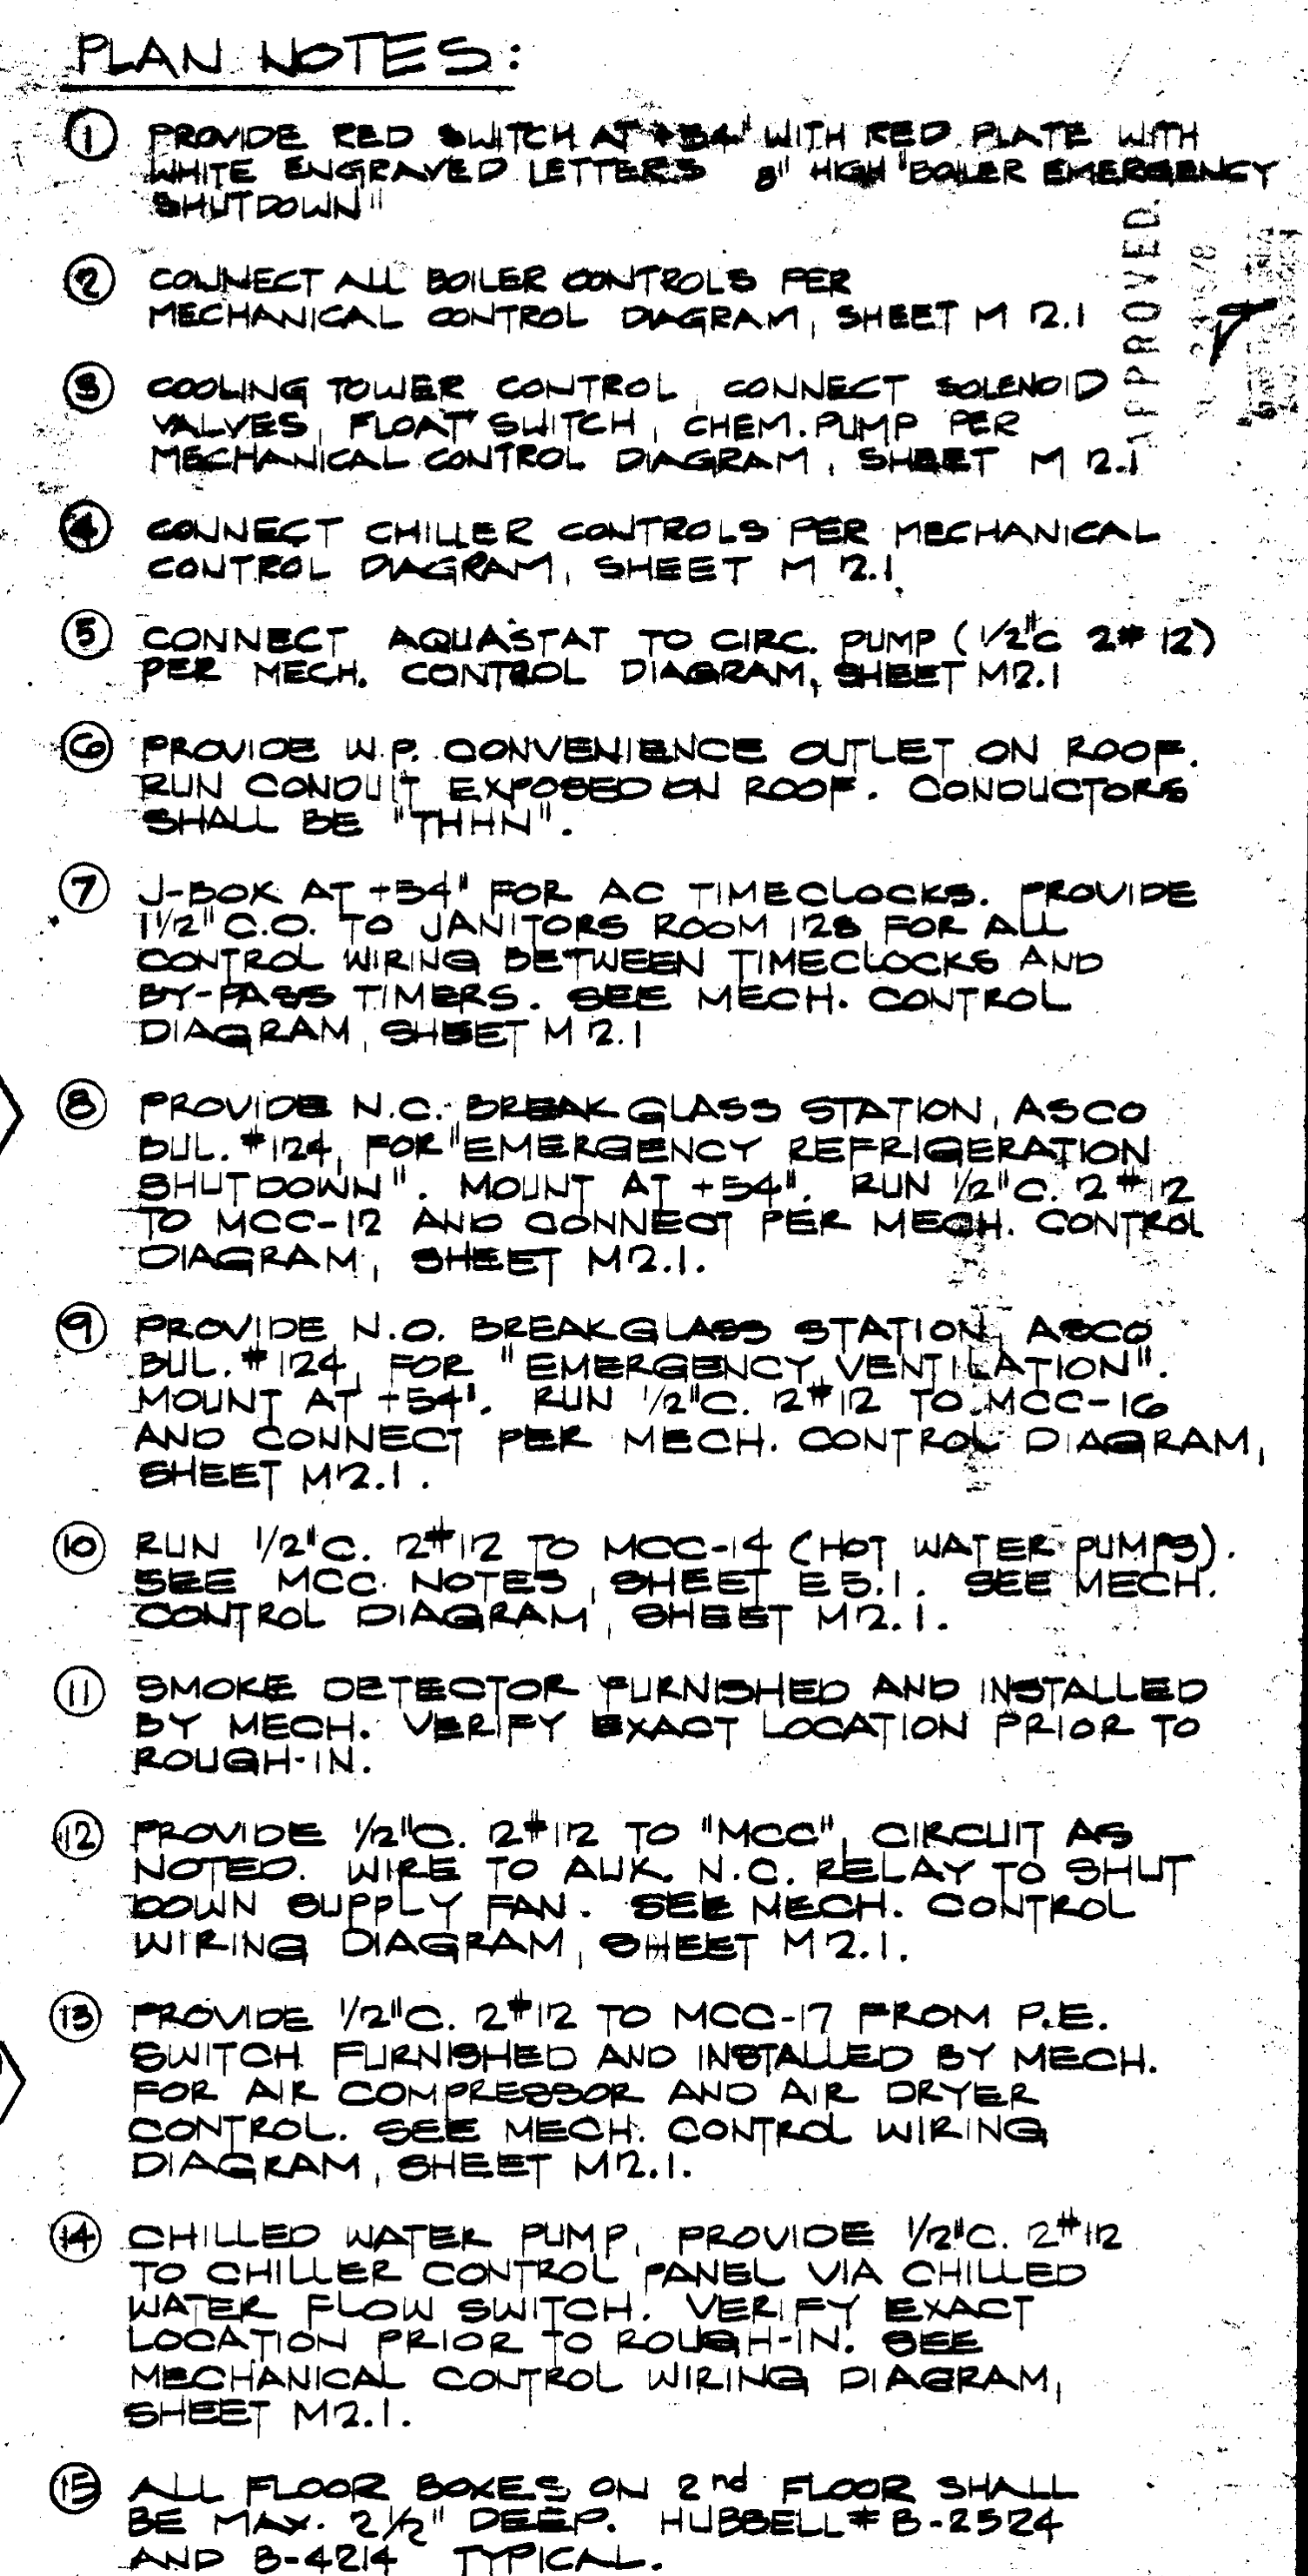 PLAN NOTES:
1 PROVIDE RED SWITCH AT +54" WITH RED PLATE WITH
WHITE ENGRAVED LETTERS 8" HIGH "BOILER EMERGENCY
SHUTDOWN"
2 CONNECT ALL BOILER CONTROLS PER
MECHANICAL CONTROL DIAGRAM, SHEET M 2.1
3 COOLING TOWER CONTROL, CONNECT SOLENOID
VALVES, FLOAT SWITCH, CHEM. PUMP PER
MECHANICAL CONTROL DIAGRAM, SHEET M 2.1
APPROVED
4 CONNECT CHILLER CONTROLS PER MECHANICAL
CONTROL DIAGRAM, SHEET M 2.1
5 CONNECT AQUASTAT TO CIRC. PUMP (1/2"C 2#12)
PER MECH. CONTROL DIAGRAM, SHEET M2.1
6 PROVIDE W.P. CONVENIENCE OUTLET ON ROOF.
RUN CONDUIT EXPOSED ON ROOF. CONDUCTORS
SHALL BE "THHN".
7 J-BOX AT +54" FOR AC TIMECLOCKS. PROVIDE
1 1/2" C.O. TO JANITORS ROOM 128 FOR ALL
CONTROL WIRING BETWEEN TIMECLOCKS AND
BY-PASS TIMERS. SEE MECH. CONTROL
DIAGRAM, SHEET M 2.1
8 PROVIDE N.C. BREAK GLASS STATION, ASCO
BUL. #124, FOR "EMERGENCY REFRIGERATION
SHUTDOWN". MOUNT AT +54". RUN 1/2"C. 2#12
TO MCC-12 AND CONNECT PER MECH. CONTROL
DIAGRAM, SHEET M2.1.
9 PROVIDE N.O. BREAK GLASS STATION, ASCO
BUL. #124, FOR "EMERGENCY VENTILATION".
MOUNT AT +54". RUN 1/2"C. 2#12 TO MCC-16
AND CONNECT PER MECH. CONTROL DIAGRAM,
SHEET M2.1.
10 RUN 1/2"C. 2#12 TO MCC-14 (HOT WATER PUMPS).
SEE MCC NOTES, SHEET E5.1. SEE MECH.
CONTROL DIAGRAM, SHEET M2.1.
11 SMOKE DETECTOR FURNISHED AND INSTALLED
BY MECH. VERIFY EXACT LOCATION PRIOR TO
ROUGH-IN.
12 PROVIDE 1/2"C. 2#12 TO "MCC", CIRCUIT AS
NOTED. WIRE TO AUX. N.C. RELAY TO SHUT
DOWN SUPPLY FAN. SEE MECH. CONTROL
WIRING DIAGRAM, SHEET M2.1.
13 PROVIDE 1/2"C. 2#12 TO MCC-17 FROM P.E.
SWITCH FURNISHED AND INSTALLED BY MECH.
FOR AIR COMPRESSOR AND AIR DRYER
CONTROL. SEE MECH. CONTROL WIRING
DIAGRAM, SHEET M2.1.
14 CHILLED WATER PUMP, PROVIDE 1/2"C. 2#12
TO CHILLER CONTROL PANEL VIA CHILLED
WATER FLOW SWITCH. VERIFY EXACT
LOCATION PRIOR TO ROUGH-IN. SEE
MECHANICAL CONTROL WIRING DIAGRAM,
SHEET M2.1.
15 ALL FLOOR BOXES ON 2nd FLOOR SHALL
BE MAX. 2 1/2" DEEP. HUBBELL # B-2524
AND B-4214 TYPICAL.